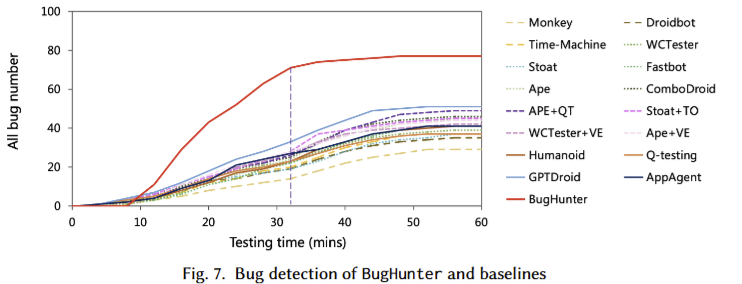 100
80
60
40
20
0
All bug number
0 10 20 30 40 50 60
Testing time (mins)
Monkey
Droidbot
Time-Machine
WCTester
Stoat
Fastbot
Ape
ComboDroid
APE+QT
Stoat+TO
WCTester+VE
Ape+VE
Humanoid
Q-testing
GPTDroid
AppAgent
BugHunter
Fig. 7. Bug detection of BugHunter and baselines